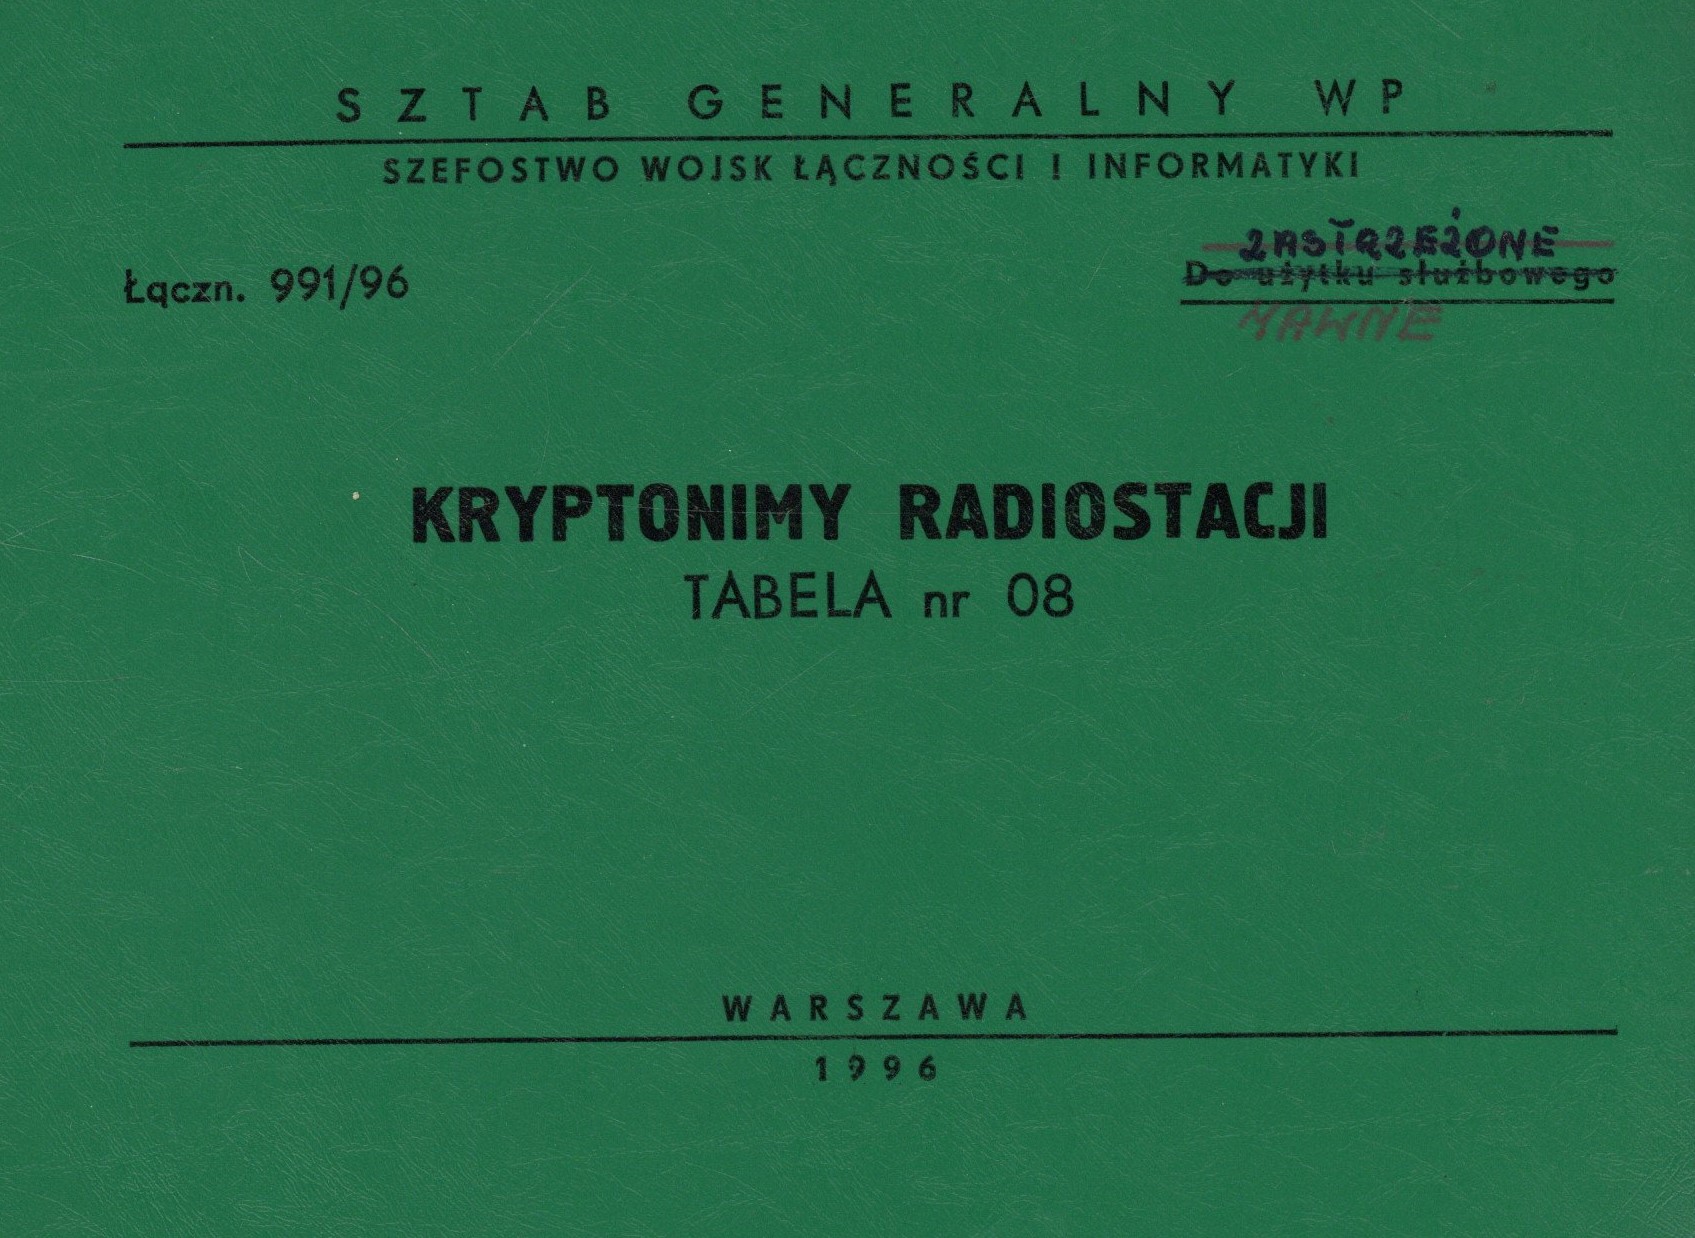 SZTAB GENERALNY WP
SZEFOSTWO WOJSK ŁĄCZNOŚCI I INFORMATYKI
ZASTRZEŻONE
Łączn. 991/96
Do użytku służbowego
JAWNE
KRYPTONIMY RADIOSTACJI
TABELA nr 08
WARSZAWA
1996